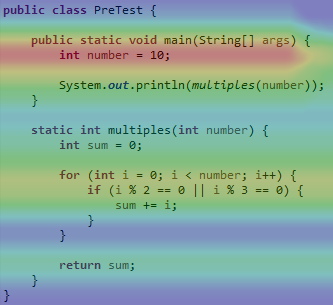 public class PreTest {
public static void main(String[] args) {
int number = 10;
System.out.println(multiples(number));
}
static int multiples(int number) {
int sum = 0;
for (int i = 0; i < number; i++) {
if (i % 2 == 0 || i % 3 == 0) {
sum += i;
}
}
return sum;
}
}